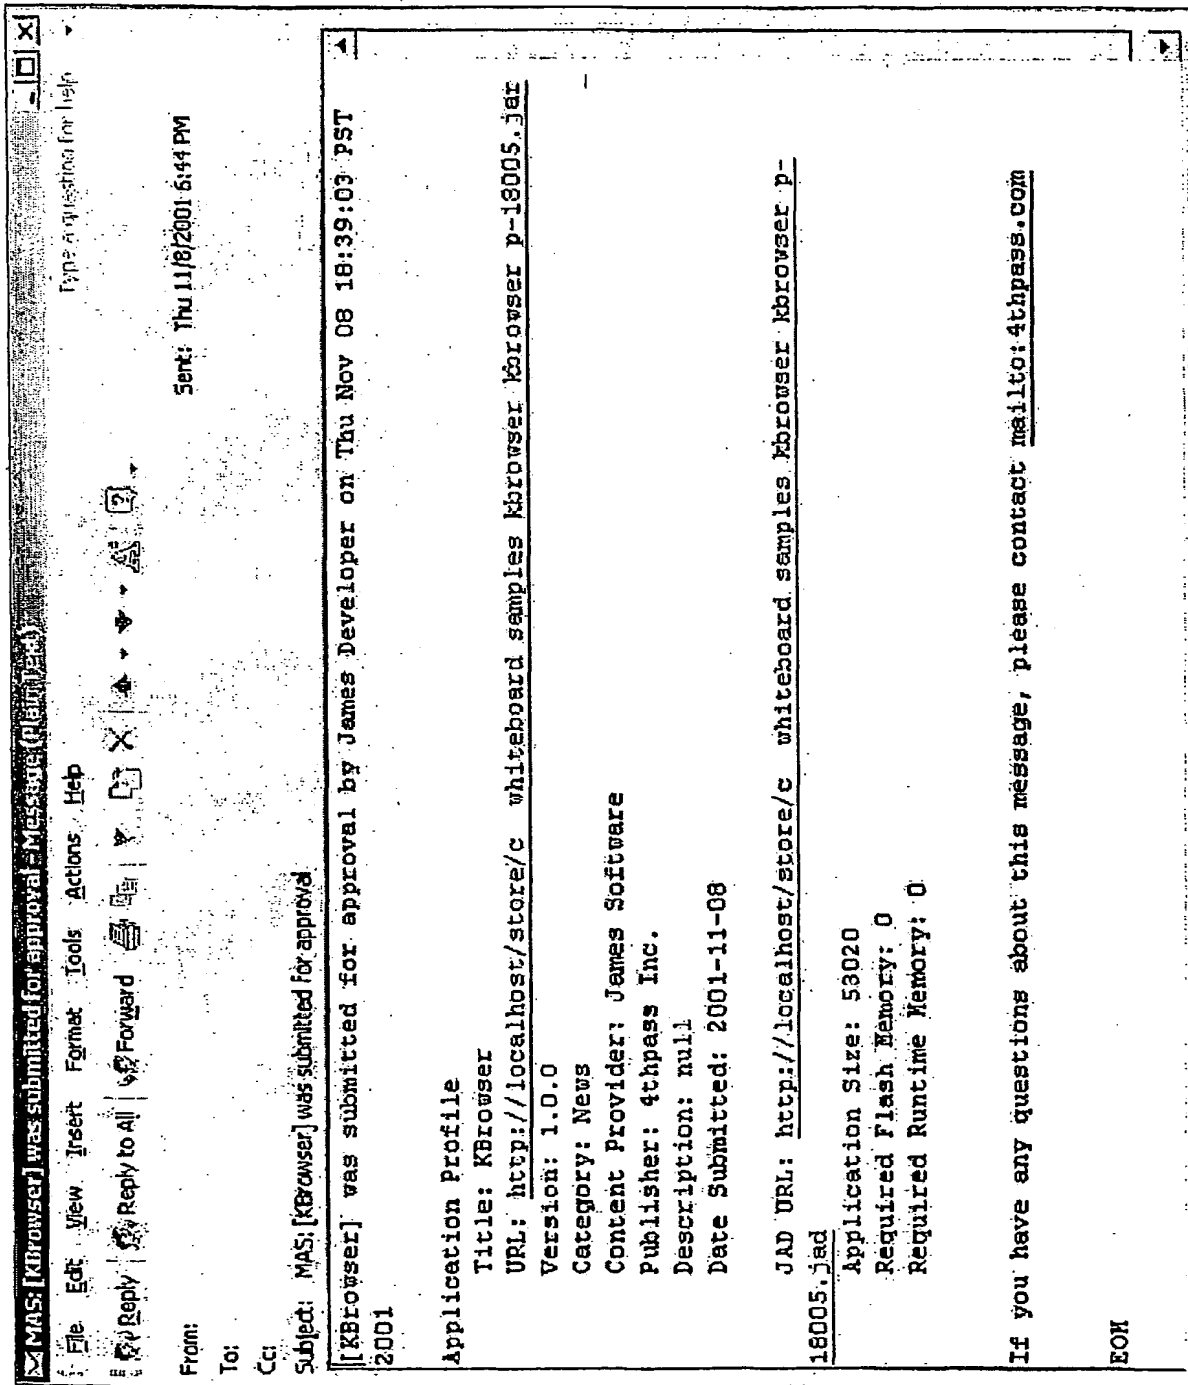 MAS: [KBrowser] was submitted for approval - Message (Plain Text)
File Edit View Insert Format Tools Actions Help Type a question for help
Reply Reply to All Forward
From:
Sent: Thu 11/8/2001 6:44 PM
To:
Cc:
Subject: MAS: [KBrowser] was submitted for approval
[KBrowser] was submitted for approval by James Developer on Thu Nov 08 18:39:03 PST
2001
Application Profile
Title: KBrowser
URL: http://localhost/store/c whiteboard samples kbrowser kbrowser p-18005.jar
Version: 1.0.0
Category: News
Content Provider: James Software
Publisher: 4thpass Inc.
Description: null
Date Submitted: 2001-11-08
JAD URL: http://localhost/store/c whiteboard samples kbrowser kbrowser p-
18005.jad
Application Size: 53020
Required Flash Memory: 0
Required Runtime Memory: 0
If you have any questions about this message, please contact mailto:4thpass.com
EOM